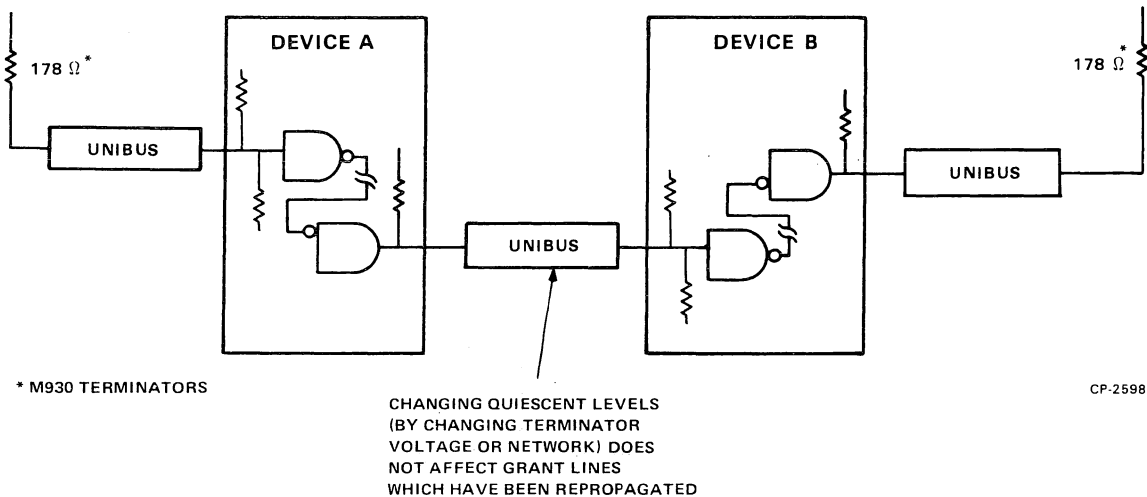 DEVICE A
DEVICE B
178 Ω*
178 Ω*
UNIBUS
UNIBUS
UNIBUS
* M930 TERMINATORS
CP-2598
CHANGING QUIESCENT LEVELS
(BY CHANGING TERMINATOR
VOLTAGE OR NETWORK) DOES
NOT AFFECT GRANT LINES
WHICH HAVE BEEN REPROPAGATED